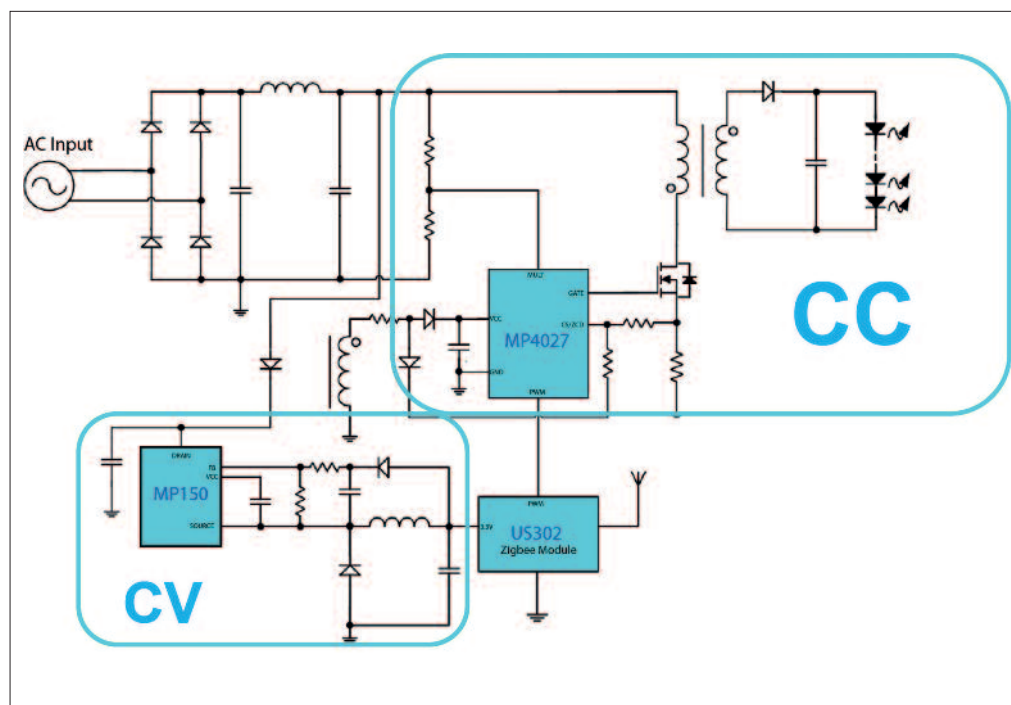 AC Input
MULT
GATE
VCC
CS/ZCD
MP4027
GND
PWM
CC
DRAIN
FB
VCC
MP150
SOURCE
CV
PWM
3.3V
US302
Zigbee Module